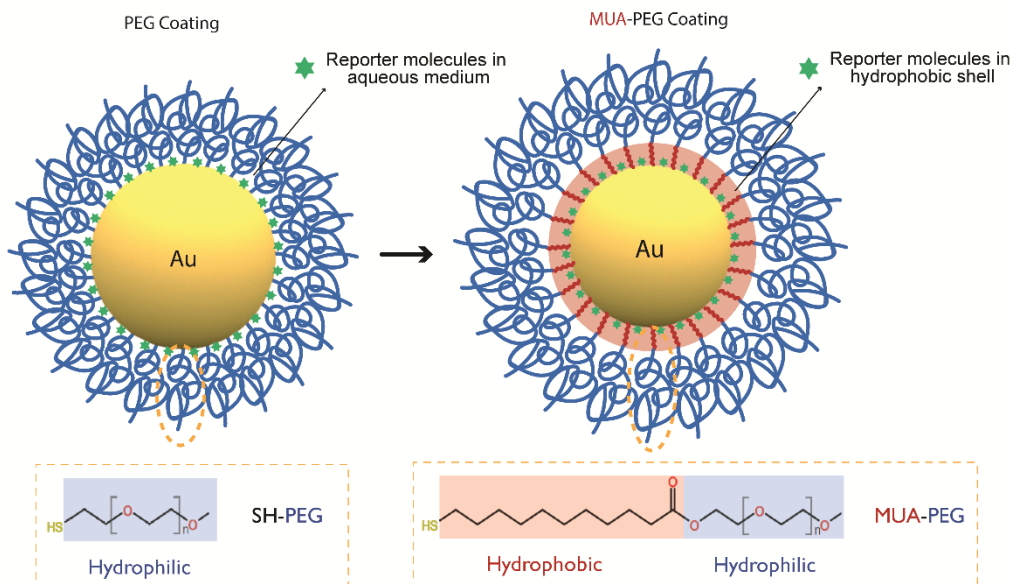 PEG Coating
Reporter molecules in
aqueous medium
Au
MUA-PEG Coating
Reporter molecules in
hydrophobic shell
Au
HS
O
n
O
SH-PEG
Hydrophilic
HS
O
O
O
n
O
MUA-PEG
Hydrophobic
Hydrophilic